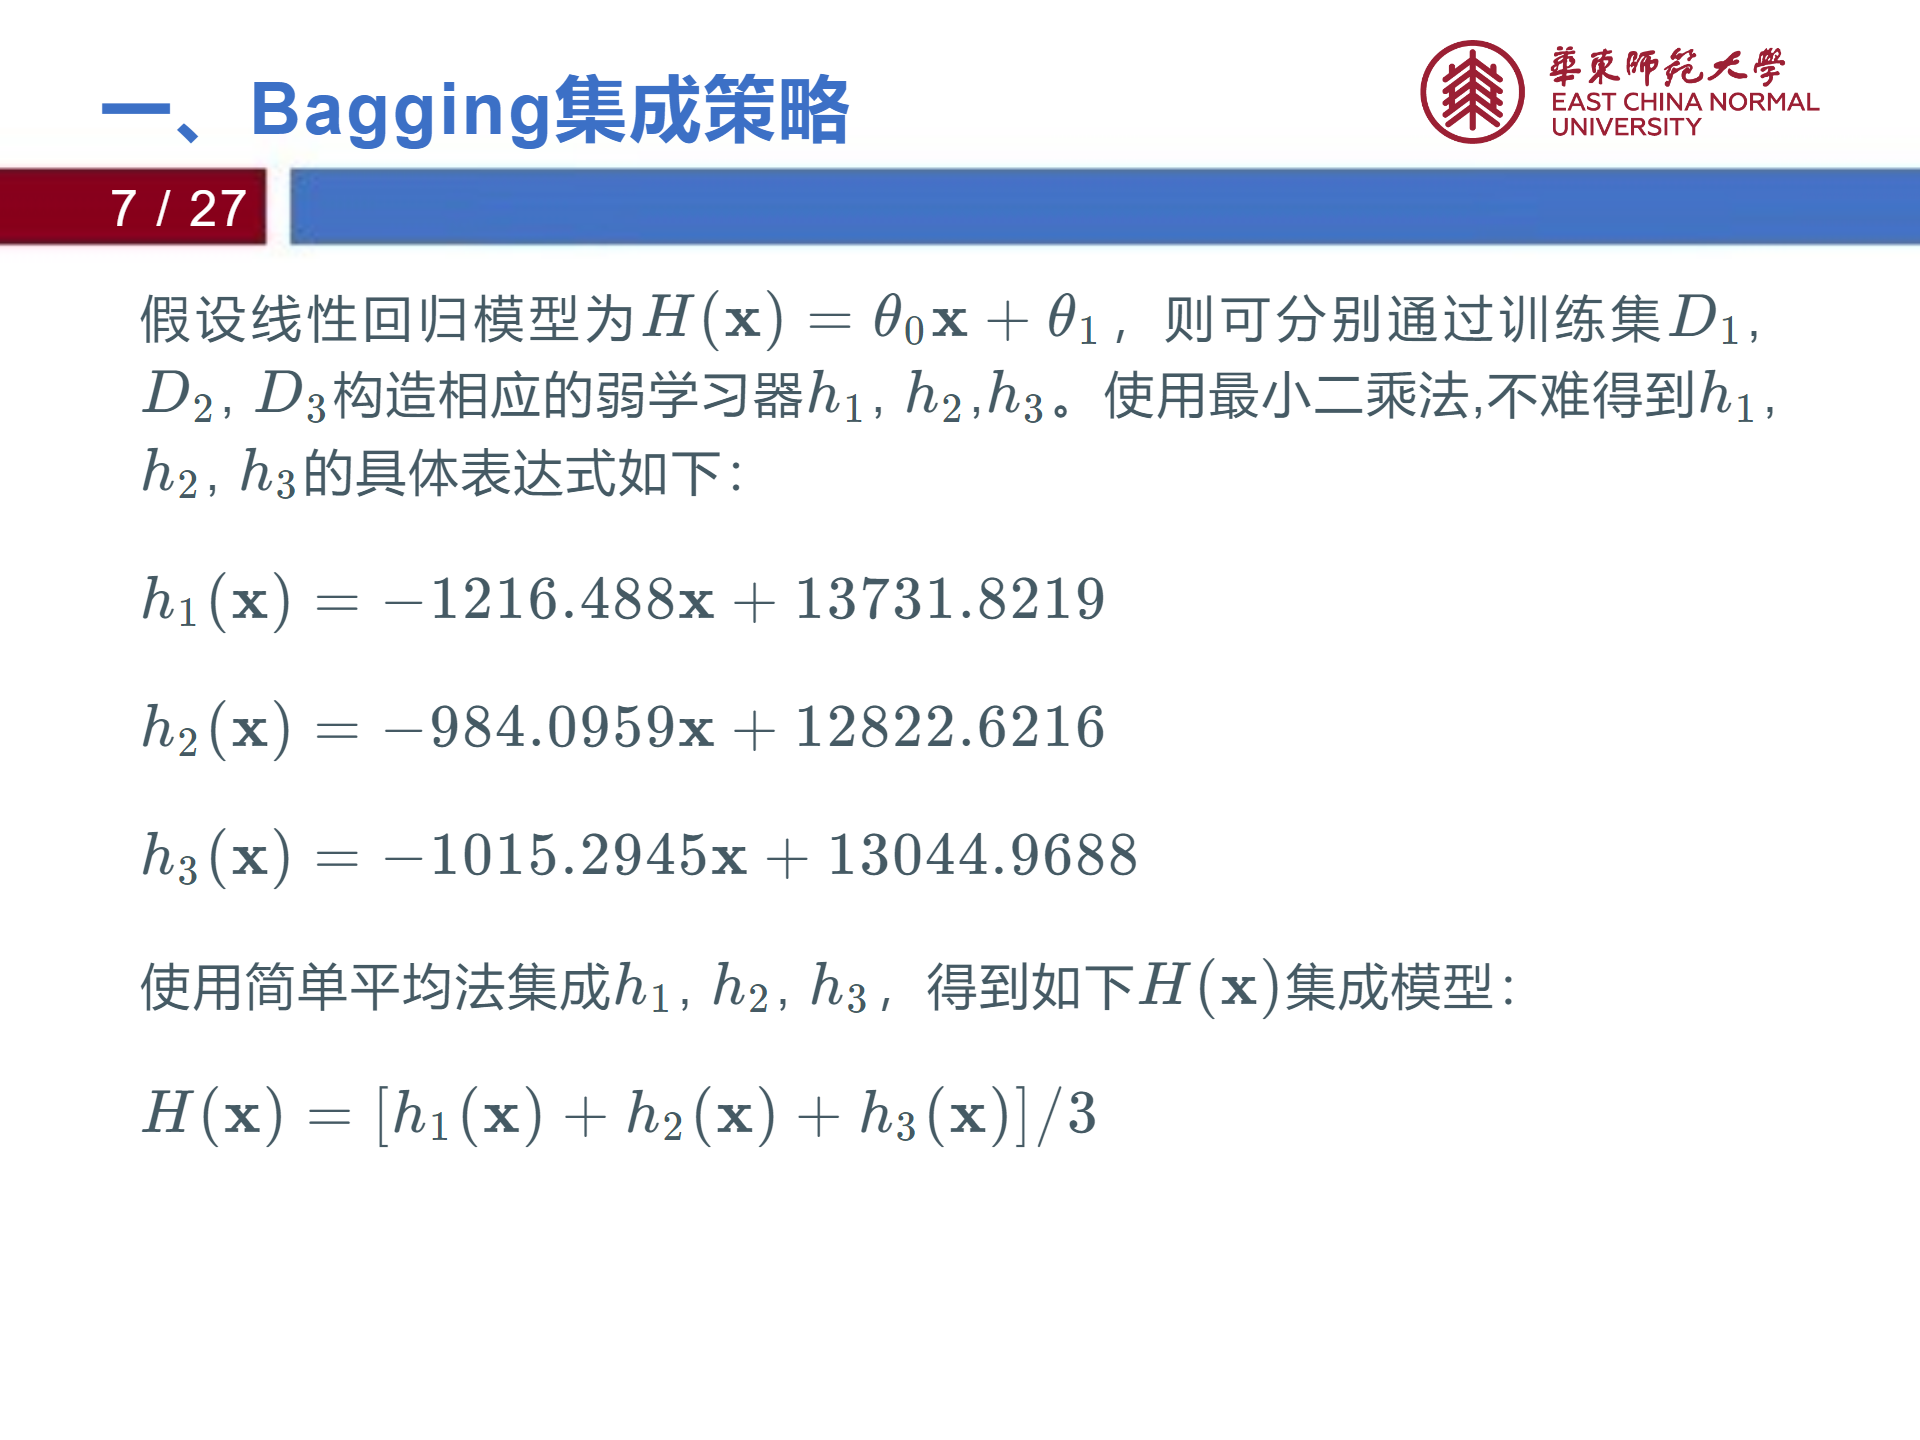 一、Bagging集成策略
華東師範大學
EAST CHINA NORMAL
UNIVERSITY
7 / 27
假设线性回归模型为H(x) = θ₀x + θ₁，则可分别通过训练集D₁,
D₂, D₃构造相应的弱学习器h₁, h₂,h₃。使用最小二乘法,不难得到h₁,
h₂, h₃的具体表达式如下：
h₁(x) = −1216.488x + 13731.8219
h₂(x) = −984.0959x + 12822.6216
h₃(x) = −1015.2945x + 13044.9688
使用简单平均法集成h₁, h₂, h₃，得到如下H(x)集成模型：
H(x) = [h₁(x) + h₂(x) + h₃(x)]/3